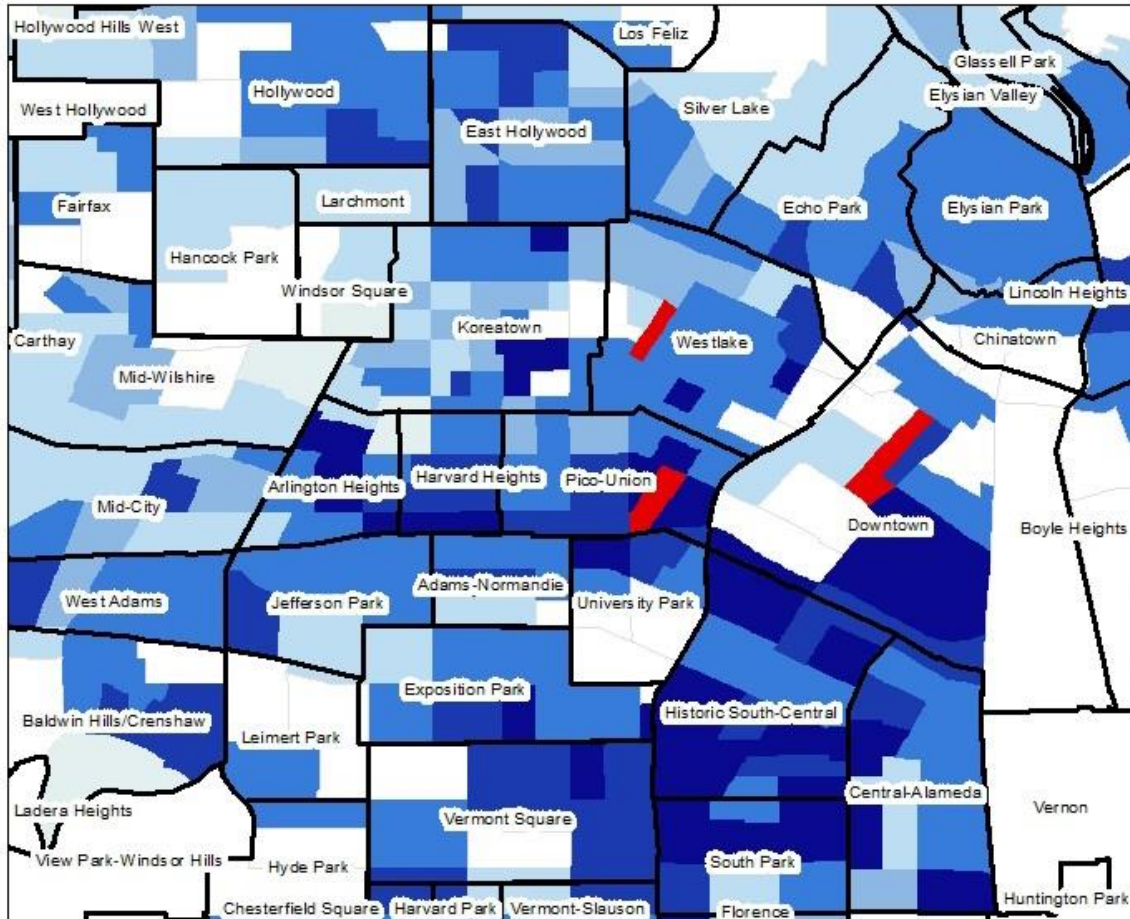 Hollywood Hills West
Los Feliz
Glassell Park
Hollywood
Elysian Valley
West Hollywood
Silver Lake
East Hollywood
Larchmont
Fairfax
Echo Park
Elysian Park
Hancock Park
Windsor Square
Lincoln Heights
Koreatown
Carthay
Westlake
Chinatown
Mid-Wilshire
Harvard Heights
Pico-Union
Arlington Heights
Mid-City
Downtown
Boyle Heights
Adams-Normandie
West Adams
Jefferson Park
University Park
Exposition Park
Historic South-Central
Baldwin Hills/Crenshaw
Leimert Park
Central-Alameda
Ladera Heights
Vernon
Vermont Square
View Park-Windsor Hills
Hyde Park
South Park
Huntington Park
Chesterfield Square
Harvard Park
Vermont-Slauson
Florence